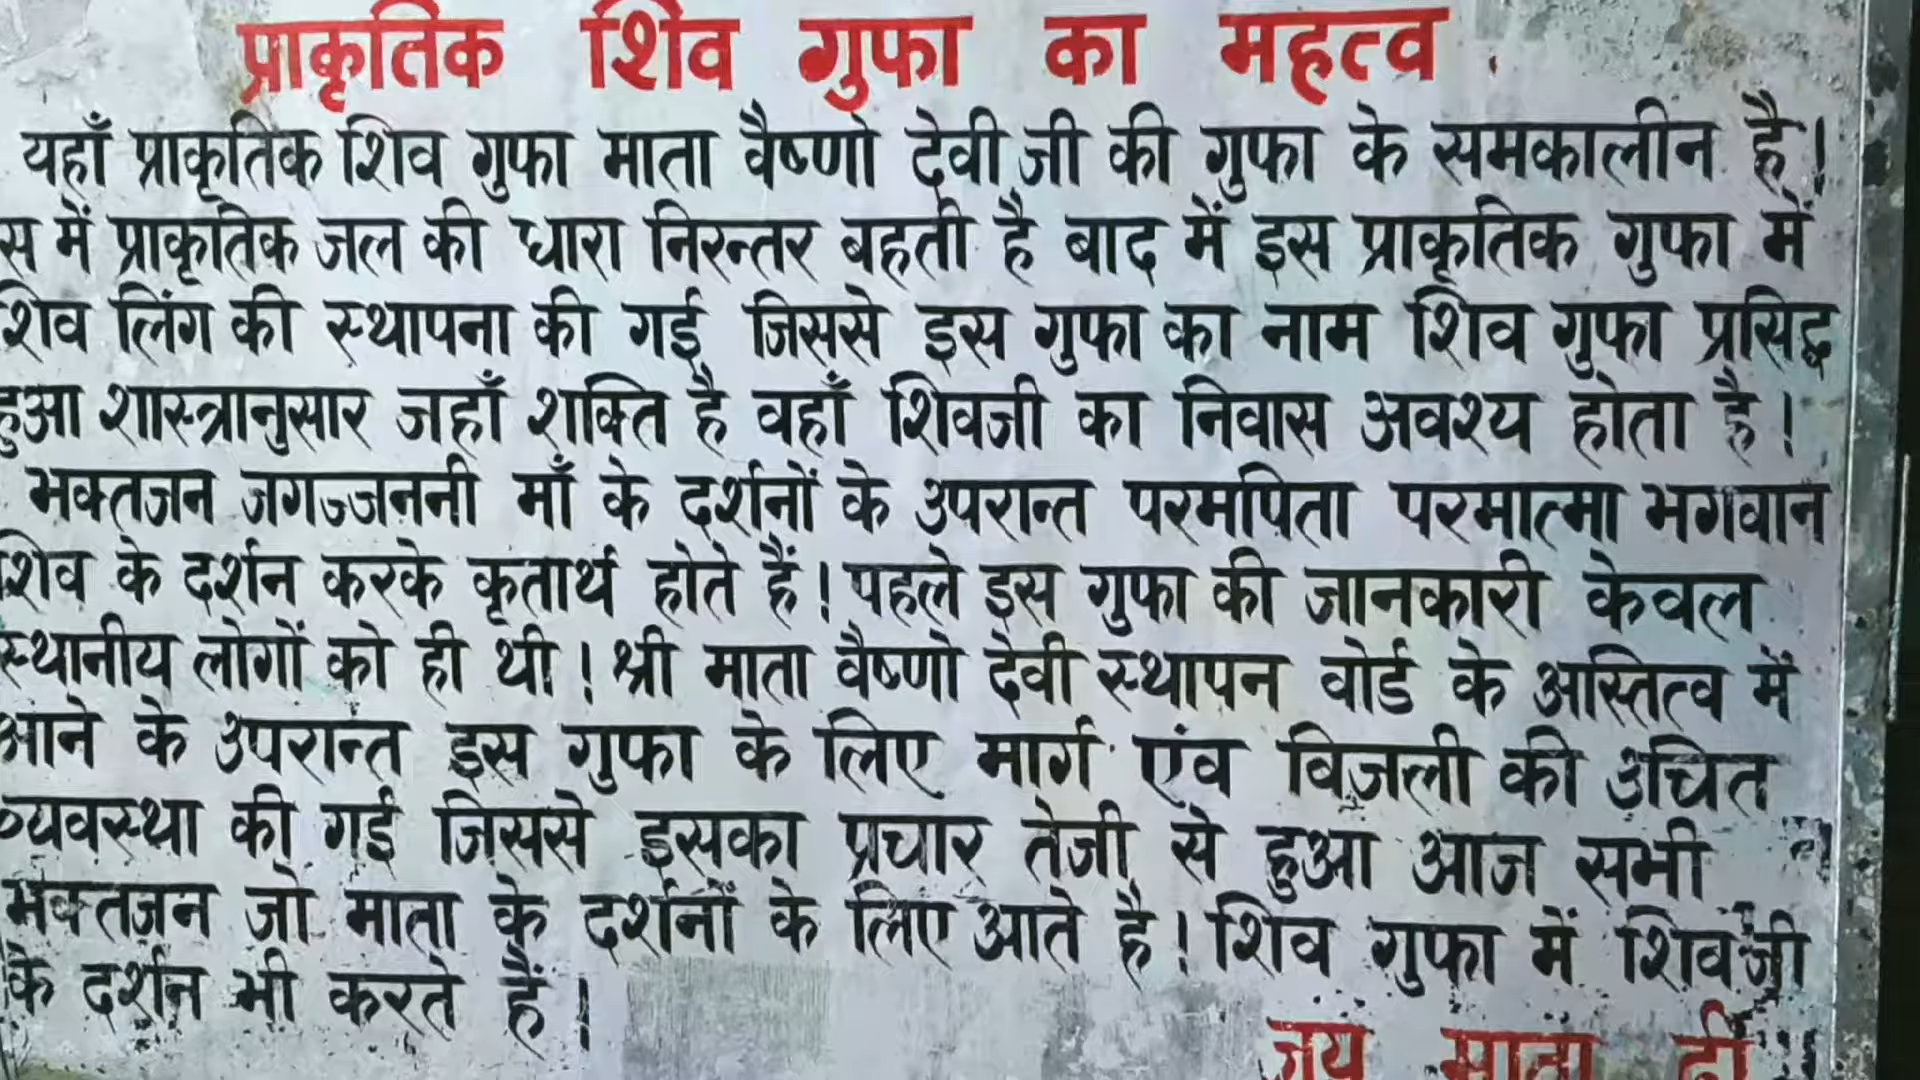 प्राकृतिक शिव गुफा का महत्व
यहाँ प्राकृतिक शिव गुफा माता वैष्णो देवी जी की गुफा के समकालीन है।
स में प्राकृतिक जल की धारा निरन्तर बहती है बाद में इस प्राकृतिक गुफा में
शिव लिंग की स्थापना की गई जिससे इस गुफा का नाम शिव गुफा प्रसिद्ध
हुआ शास्त्रानुसार जहाँ शक्ति है वहाँ शिवजी का निवास अवश्य होता है।
भक्तजन जगज्जननी माँ के दर्शनों के उपरान्त परमपिता परमात्मा भगवान
शिव के दर्शन करके कृतार्थ होते हैं। पहले इस गुफा की जानकारी केवल
स्थानीय लोगों को ही थी। श्री माता वैष्णो देवी स्थापन वोर्ड के अस्तित्व में
आने के उपरान्त इस गुफा के लिए मार्ग एंव विजली की उचित
व्यवस्था की गई जिससे इसका प्रचार तेजी से हुआ आज सभी
भक्तजन जो माता के दर्शनों के लिए आते है। शिव गुफा में शिवजी
के दर्शन भी करते हैं।
जय माता दी